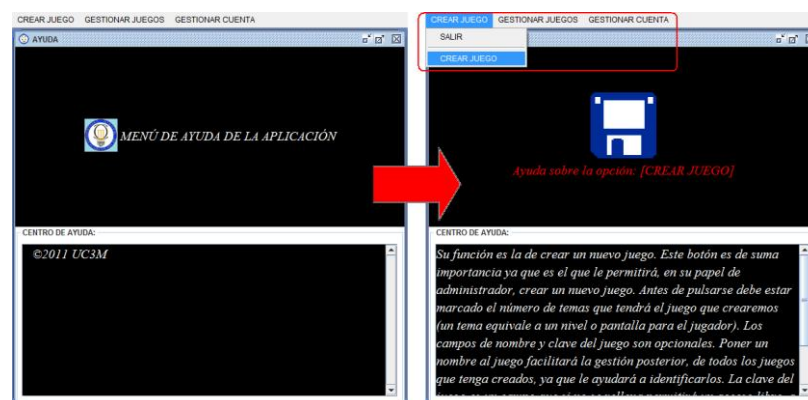 CREAR JUEGO GESTIONAR JUEGOS GESTIONAR CUENTA
AYUDA
MENÚ DE AYUDA DE LA APLICACIÓN
CENTRO DE AYUDA:
©2011 UC3M
CREAR JUEGO GESTIONAR JUEGOS GESTIONAR CUENTA
SALIR
CREAR JUEGO
Ayuda sobre la opción: [CREAR JUEGO]
CENTRO DE AYUDA:
Su función es la de crear un nuevo juego. Este botón es de suma
importancia ya que es el que le permitirá, en su papel de
administrador, crear un nuevo juego. Antes de pulsarse debe estar
marcado el número de temas que tendrá el juego que crearemos
(un tema equivale a un nivel o pantalla para el jugador). Los
campos de nombre y clave del juego son opcionales. Poner un
nombre al juego facilitará la gestión posterior, de todos los juegos
que tenga creados, ya que le ayudará a identificarlos. La clave del